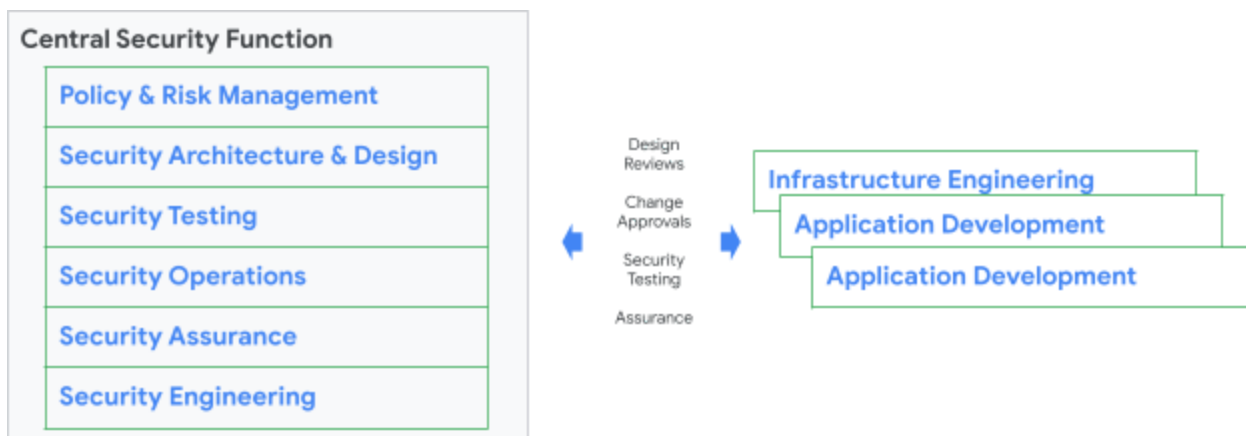 Central Security Function
Policy & Risk Management
Security Architecture & Design
Security Testing
Security Operations
Security Assurance
Security Engineering
Design
Reviews
Change
Approvals
Security
Testing
Assurance
Infrastructure Engineering
Application Development
Application Development